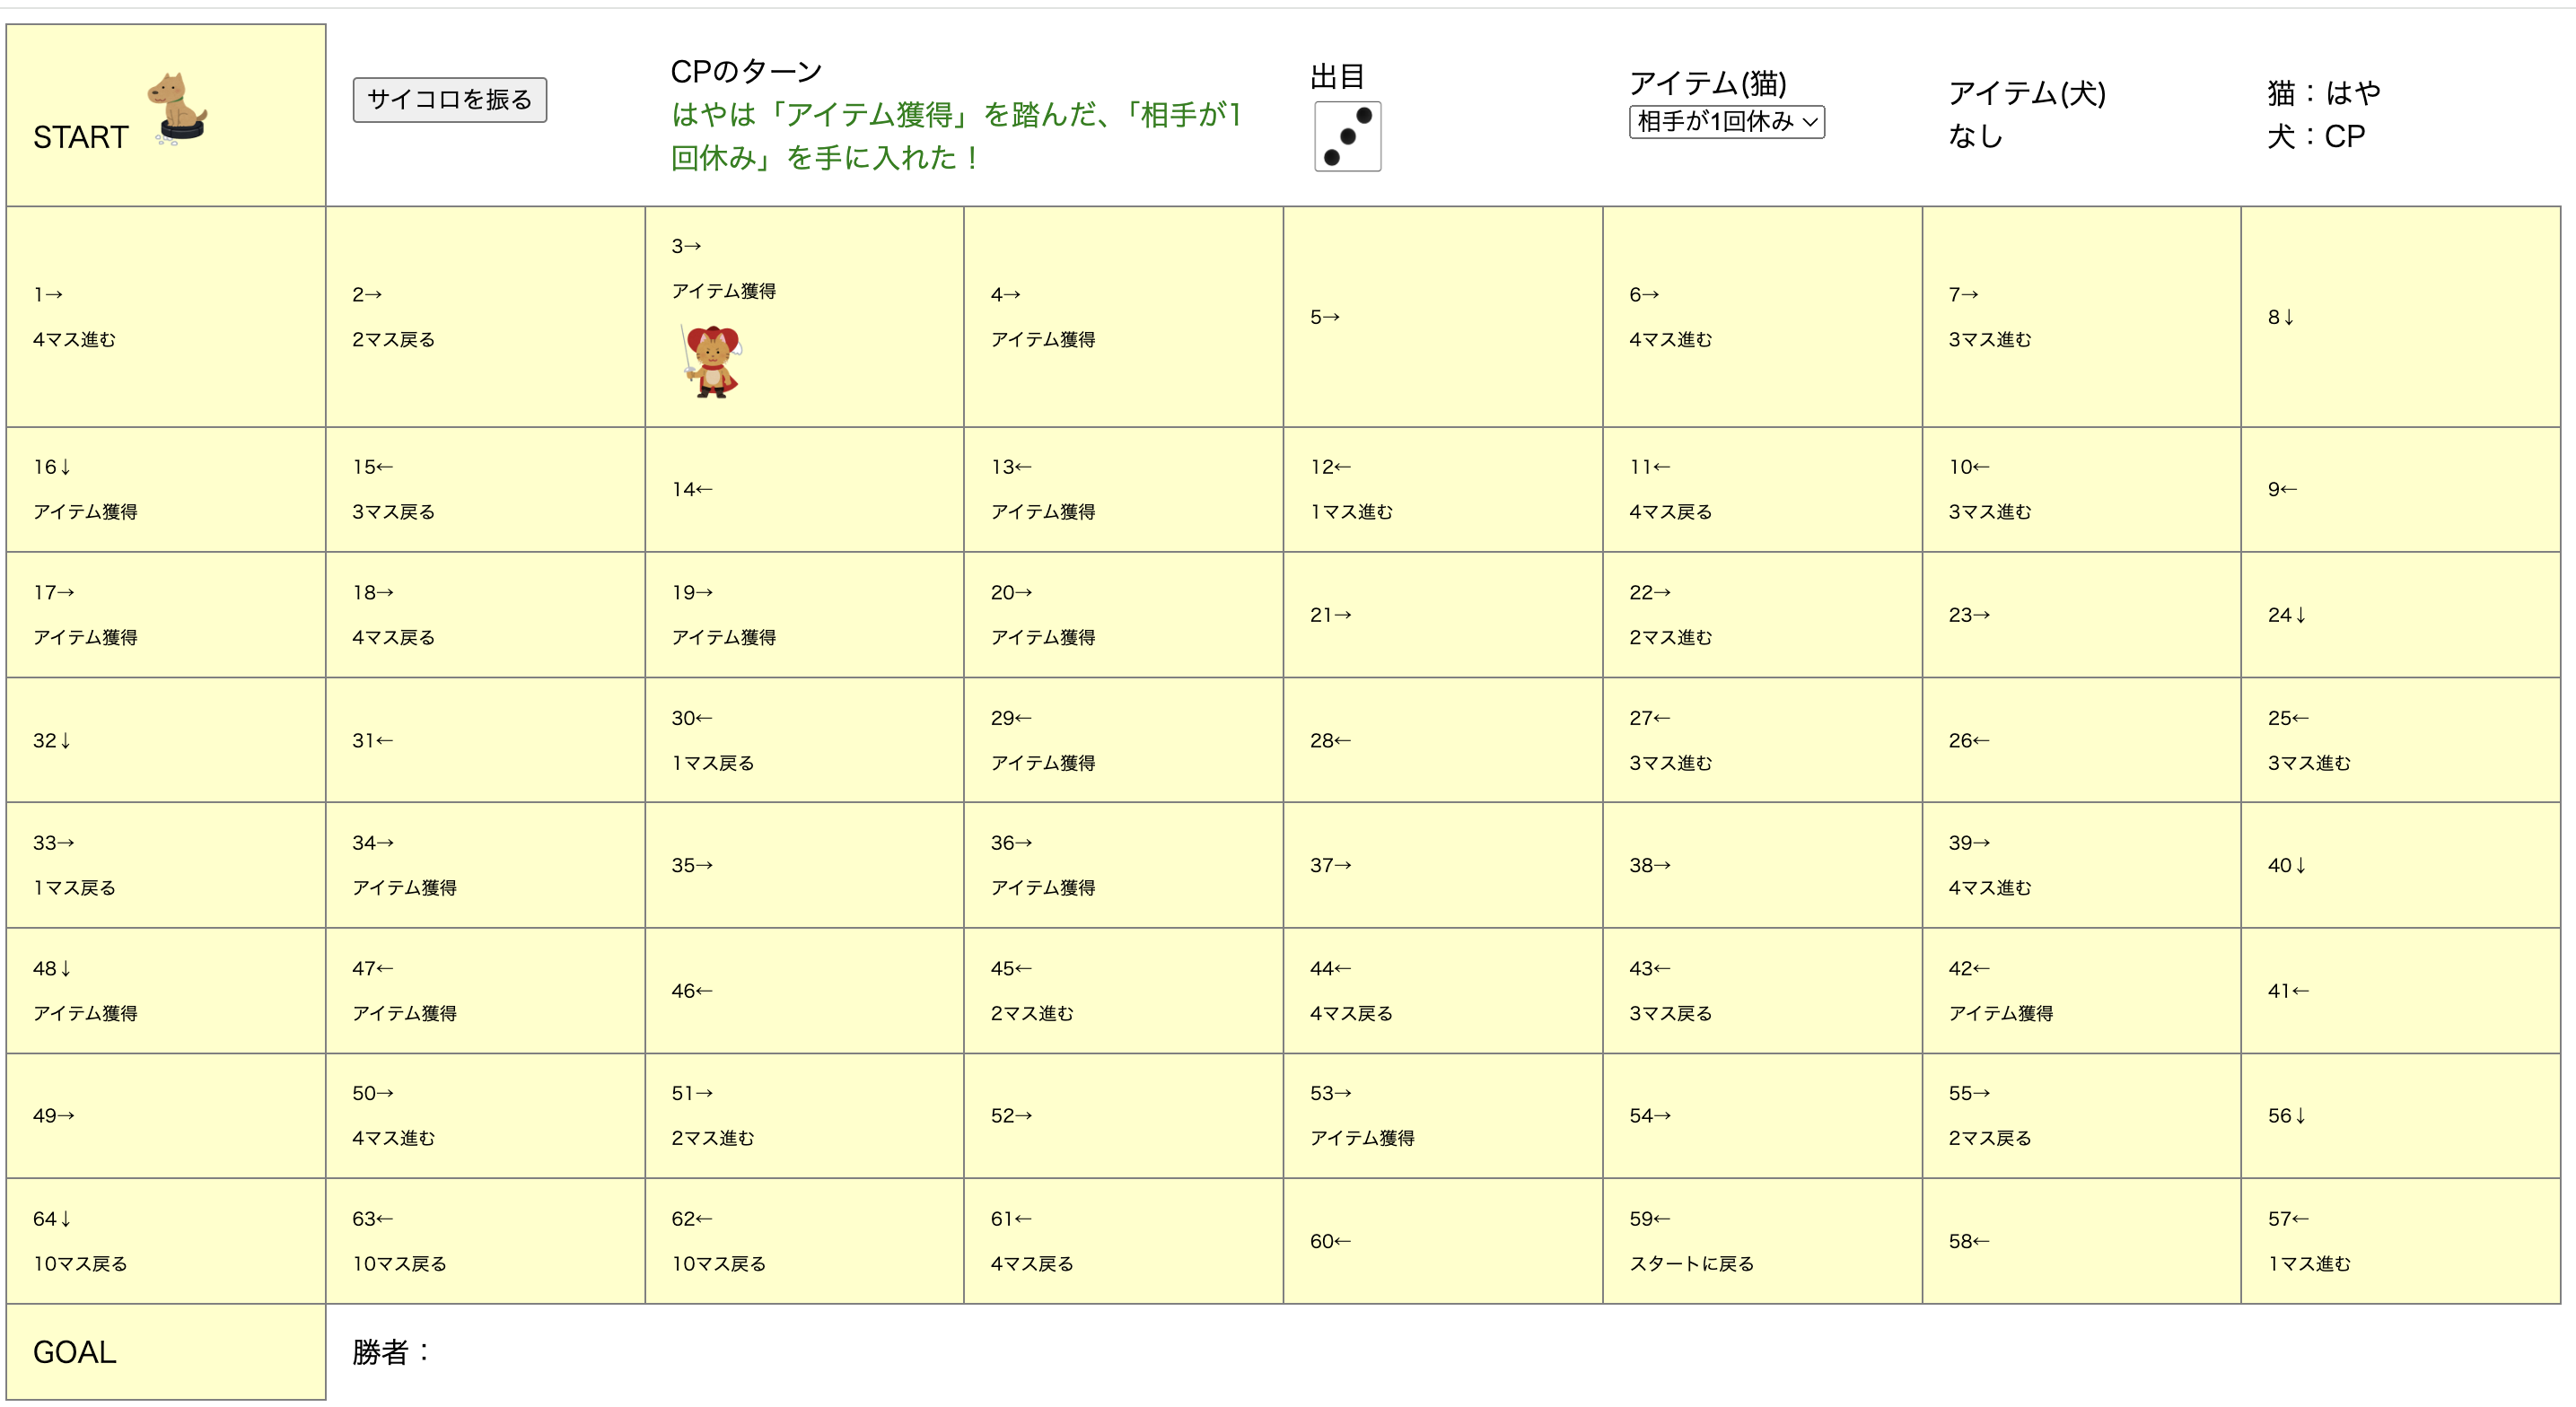 START
サイコロを振る
CPのターン
はやは「アイテム獲得」を踏んだ、「相手が1
回休み」を手に入れた！
出目
アイテム(猫)
相手が1回休み
アイテム(犬)
なし
猫：はや
犬：CP
1→
4マス進む
2→
2マス戻る
3→
アイテム獲得
4→
アイテム獲得
5→
6→
4マス進む
7→
3マス進む
8↓
16↓
アイテム獲得
15←
3マス戻る
14←
13←
アイテム獲得
12←
1マス進む
11←
4マス戻る
10←
3マス進む
9←
17→
アイテム獲得
18→
4マス戻る
19→
アイテム獲得
20→
アイテム獲得
21→
22→
2マス進む
23→
24↓
32↓
31←
30←
1マス戻る
29←
アイテム獲得
28←
27←
3マス進む
26←
25←
3マス進む
33→
1マス戻る
34→
アイテム獲得
35→
36→
アイテム獲得
37→
38→
39→
4マス進む
40↓
48↓
アイテム獲得
47←
アイテム獲得
46←
45←
2マス進む
44←
4マス戻る
43←
3マス戻る
42←
アイテム獲得
41←
49→
50→
4マス進む
51→
2マス進む
52→
53→
アイテム獲得
54→
55→
2マス戻る
56↓
64↓
10マス戻る
63←
10マス戻る
62←
10マス戻る
61←
4マス戻る
60←
59←
スタートに戻る
58←
57←
1マス進む
GOAL
勝者：